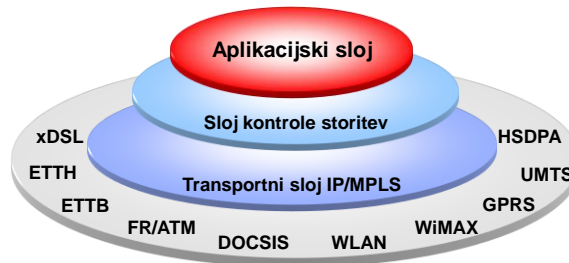 Aplikacijski sloj
Sloj kontrole storitev
Transportni sloj IP/MPLS
xDSL
ETTH
ETTB
FR/ATM
DOCSIS
WLAN
WiMAX
GPRS
UMTS
HSDPA